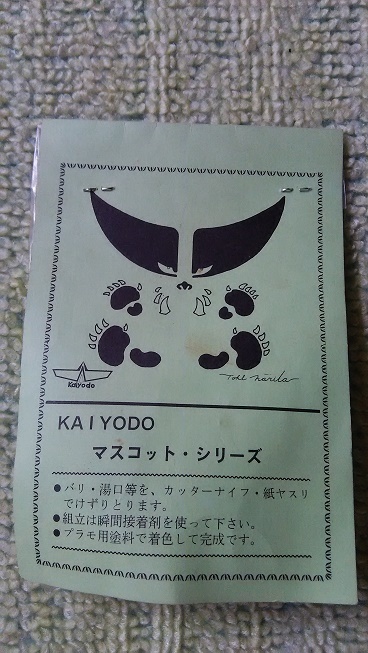 Kaiyodo
Tohl Narita
KAIYODO
マスコット・シリーズ
●バリ・湯口等を、カッターナイフ・紙ヤスリ
でけずりとります。
●組立は瞬間接着剤を使って下さい。
●プラモ用塗料で着色して完成です。